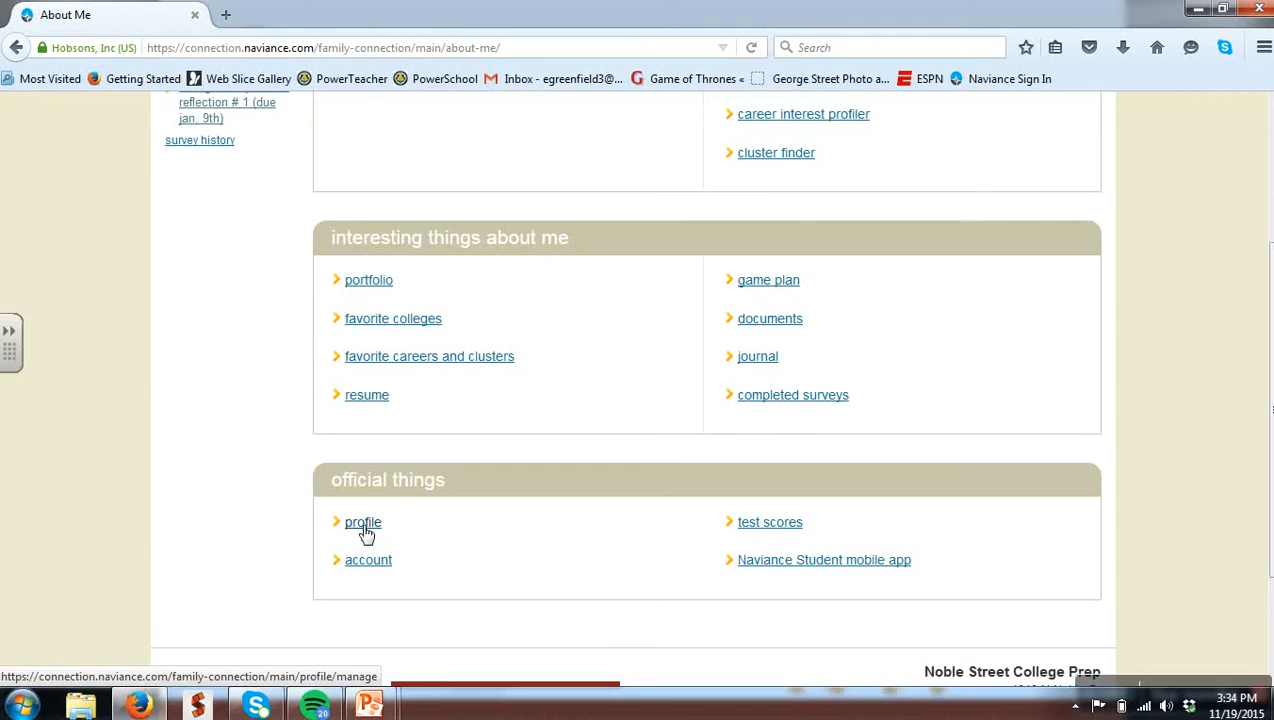 About Me
Hobsons, Inc (US)
https://connection.naviance.com/family-connection/main/about-me/
Search
Most Visited
Getting Started
Web Slice Gallery
PowerTeacher
PowerSchool
Inbox - egreenfield3@...
Game of Thrones «
George Street Photo a...
ESPN
Naviance Sign In
reflection # 1 (due
jan. 9th)
survey history
career interest profiler
cluster finder
interesting things about me
portfolio
game plan
favorite colleges
documents
favorite careers and clusters
journal
resume
completed surveys
official things
profile
test scores
account
Naviance Student mobile app
Noble Street College Prep
https://connection.naviance.com/family-connection/main/profile/manage
20
3:34 PM
11/19/2015